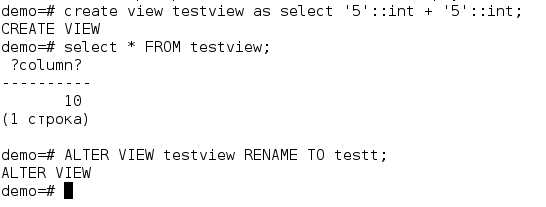 demo=# create view testview as select '5'::int + '5'::int;
CREATE VIEW
demo=# select * FROM testview;
 ?column?
----------
       10
(1 строка)

demo=# ALTER VIEW testview RENAME TO testt;
ALTER VIEW
demo=#